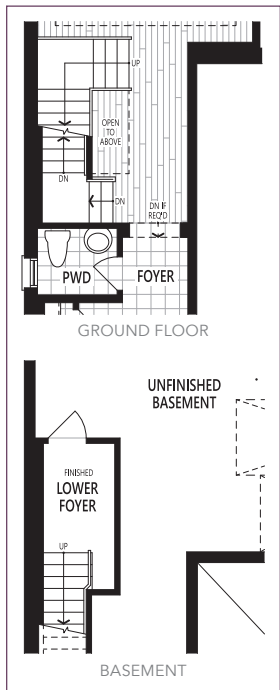 UP
OPEN
TO
ABOVE
DN
DN
DN IF
REQ'D
PWD
FOYER
GROUND FLOOR
UNFINISHED
BASEMENT
FINISHED
LOWER
FOYER
UP
BASEMENT